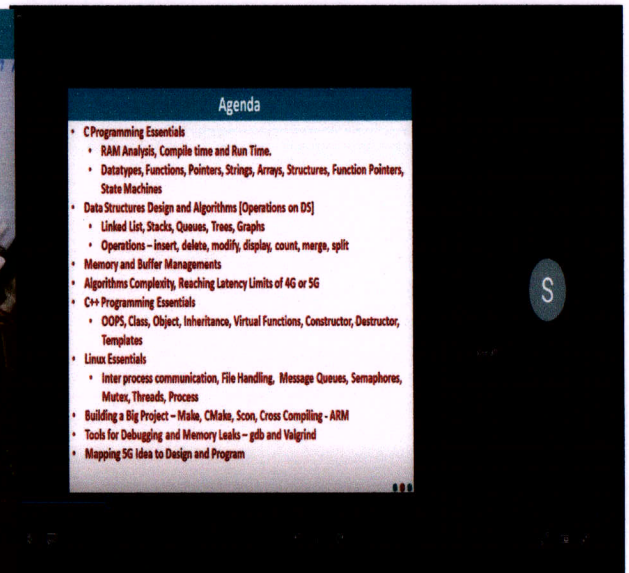 Agenda
• C Programming Essentials
• RAM Analysis, Compile time and Run Time.
• Datatypes, Functions, Pointers, Strings, Arrays, Structures, Function Pointers,
State Machines
• Data Structures Design and Algorithms [Operations on DS]
• Linked List, Stacks, Queues, Trees, Graphs
• Operations – insert, delete, modify, display, count, merge, split
• Memory and Buffer Managements
• Algorithms Complexity, Reaching Latency Limits of 4G or 5G
• C++ Programming Essentials
• OOPS, Class, Object, Inheritance, Virtual Functions, Constructor, Destructor,
Templates
• Linux Essentials
• Inter process communication, File Handling, Message Queues, Semaphores,
Mutex, Threads, Process
• Building a Big Project – Make, CMake, Scon, Cross Compiling - ARM
• Tools for Debugging and Memory Leaks – gdb and Valgrind
• Mapping 5G Idea to Design and Program
S